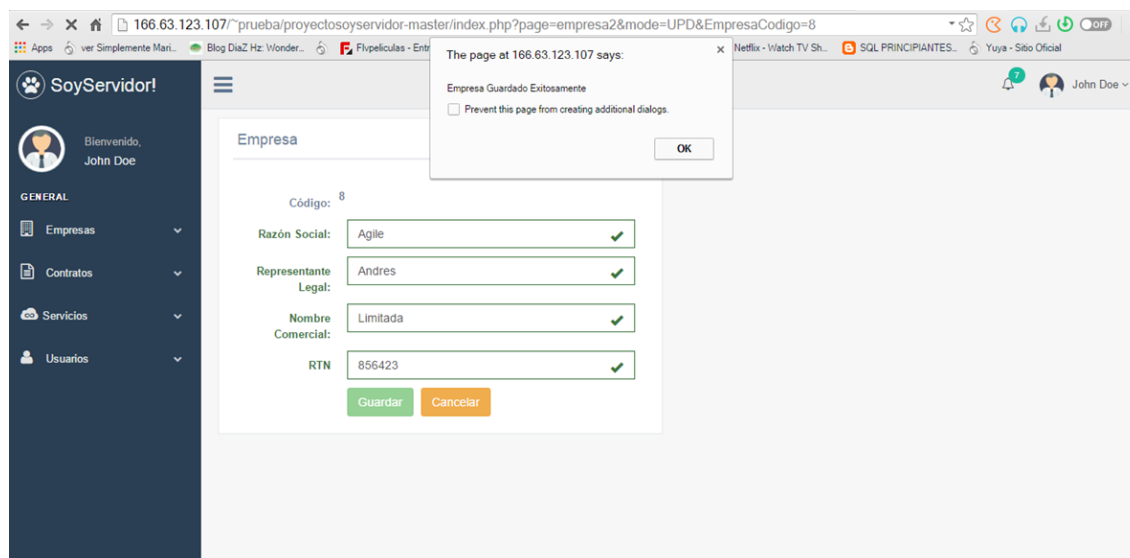 166.63.123.107/~prueba/proyectosoyservidor-master/index.php?page=empresa2&mode=UPD&EmpresaCodigo=8
OFF
Apps ver Simplemente Mari... Blog DiaZ Hz: Wonder... Flvpeliculas - Entr Netflix - Watch TV Sh... SQL PRINCIPIANTES... Yuya - Sitio Oficial
The page at 166.63.123.107 says:
Empresa Guardado Exitosamente
Prevent this page from creating additional dialogs.
OK
SoyServidor!
7
John Doe
Bienvenido,
John Doe
GENERAL
Empresas
Contratos
Servicios
Usuarios
Empresa
Código: 8
Razón Social: Agile
Representante Andres
Legal:
Nombre Limitada
Comercial:
RTN 856423
Guardar Cancelar